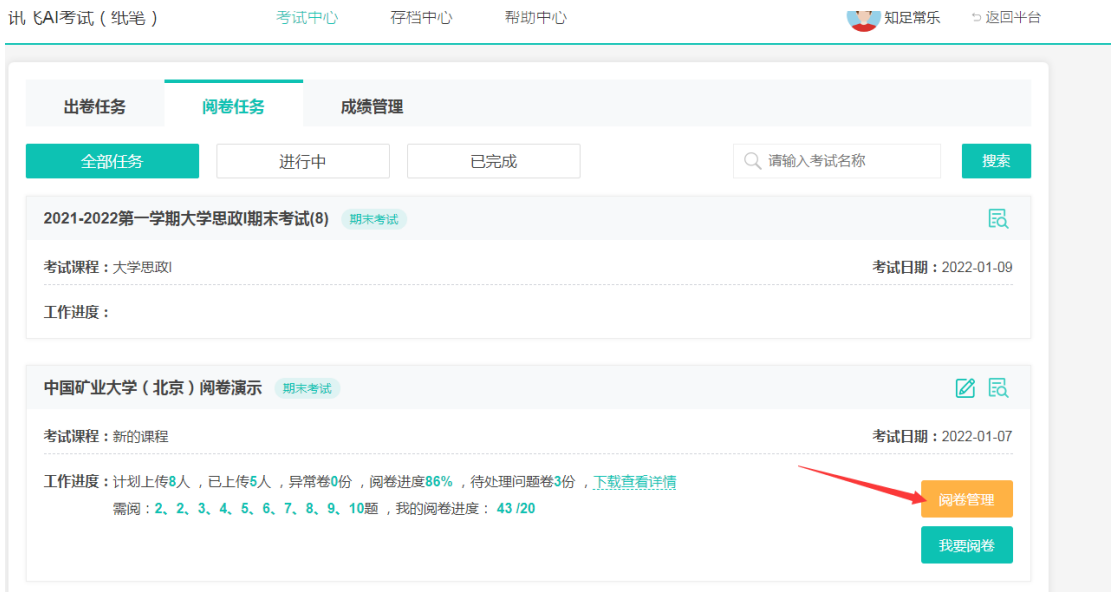 讯飞AI考试（纸笔） 考试中心 存档中心 帮助中心 知足常乐 返回平台
出卷任务 阅卷任务 成绩管理
全部任务 进行中 已完成 请输入考试名称 搜索
2021-2022第一学期大学思政I期末考试(8) 期末考试
考试课程：大学思政I 考试日期：2022-01-09
工作进度：
中国矿业大学（北京）阅卷演示 期末考试
考试课程：新的课程 考试日期：2022-01-07
工作进度：计划上传8人，已上传5人，异常卷0份，阅卷进度86%，待处理问题卷3份，下载查看详情
阅卷管理
需阅：2、2、3、4、5、6、7、8、9、10题，我的阅卷进度： 43 /20
我要阅卷